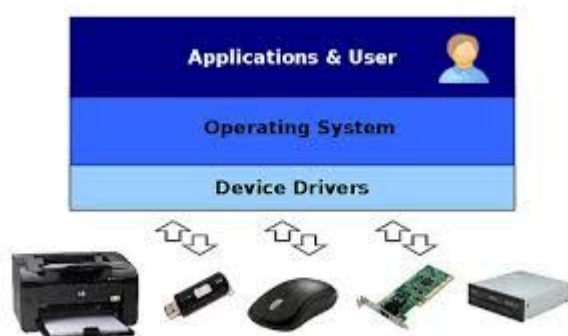 Applications & User
Operating System
Device Drivers